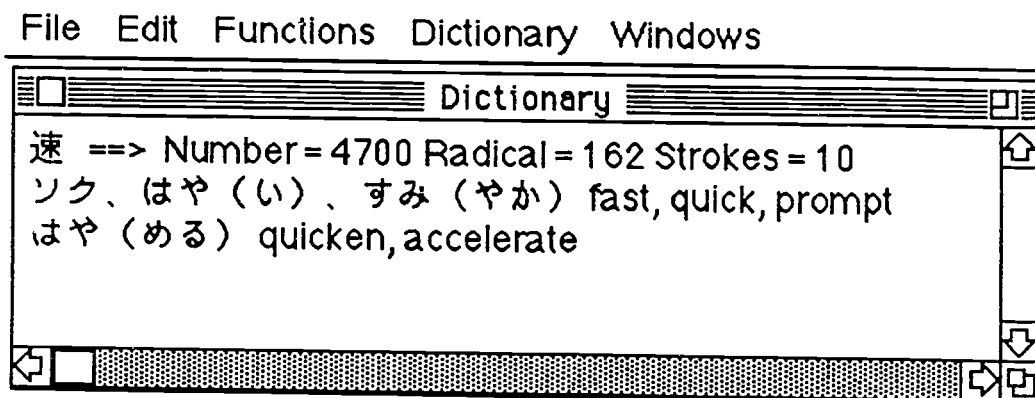 File Edit Functions Dictionary Windows
Dictionary
速 ==> Number = 4700 Radical = 162 Strokes = 10
ソク、はや（い）、すみ（やか） fast, quick, prompt
はや（める） quicken, accelerate